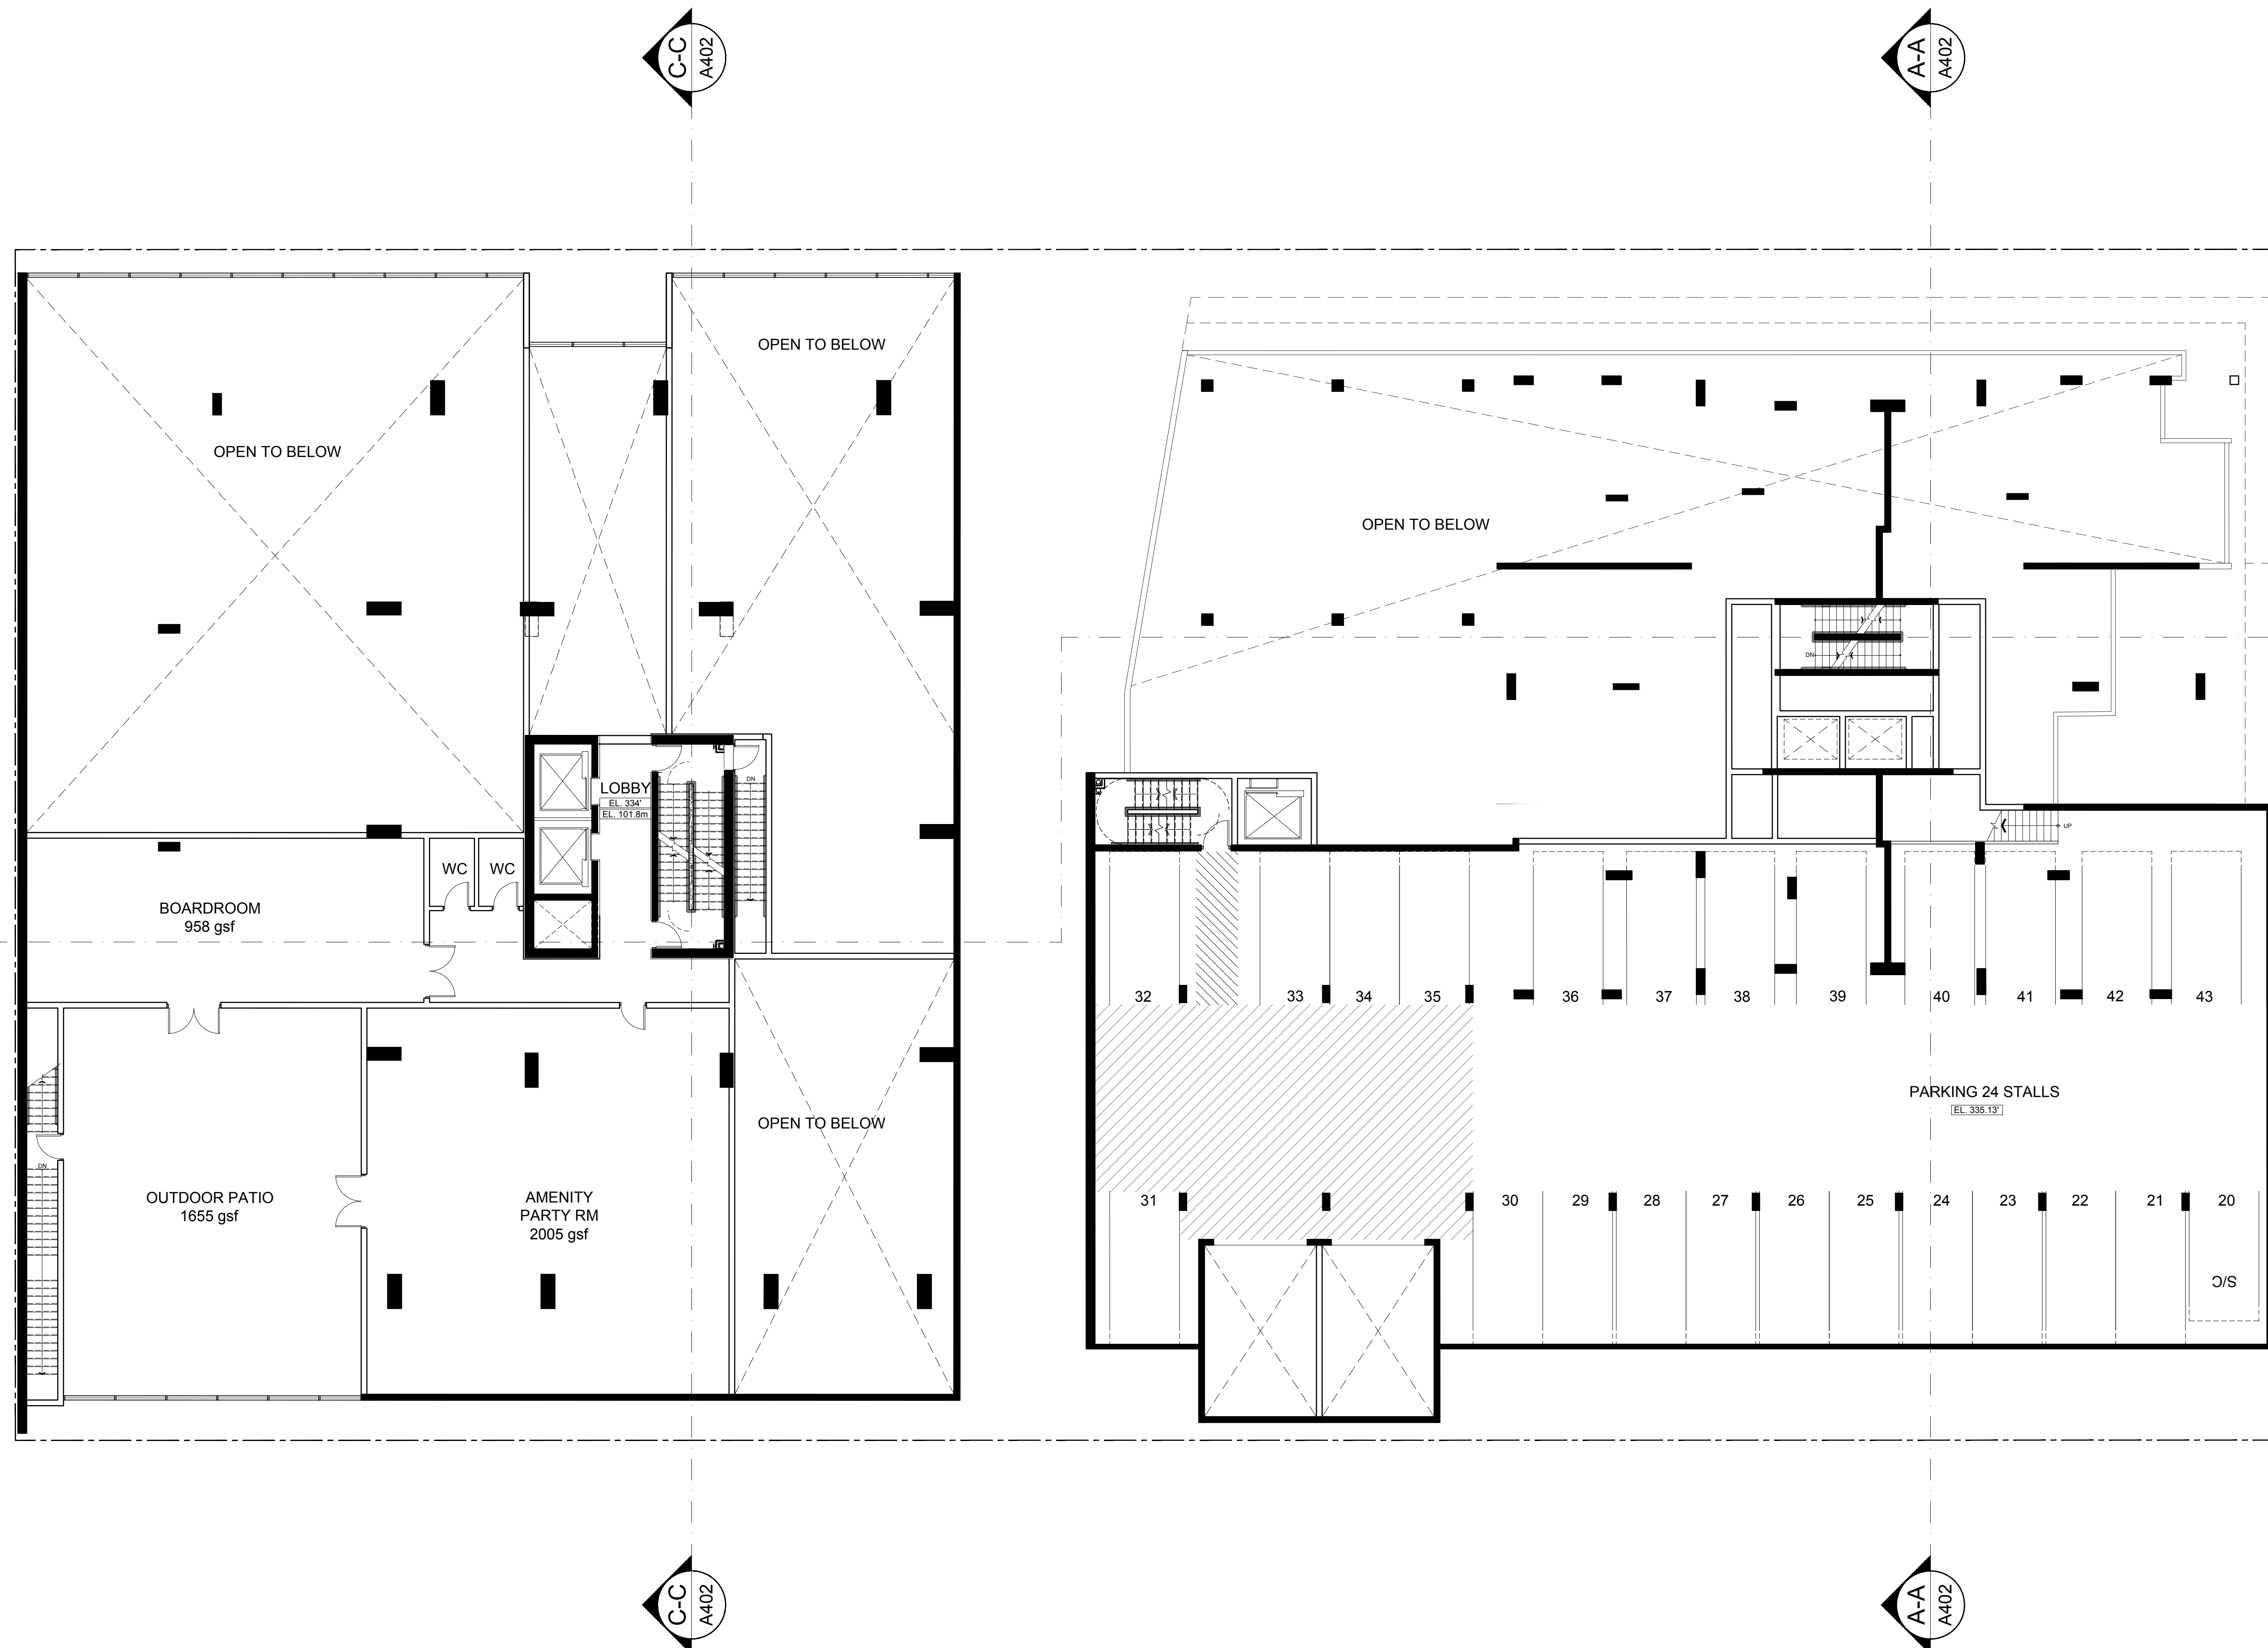 C-C
A402
A-A
A402
OPEN TO BELOW
OPEN TO BELOW
OPEN TO BELOW
DN
DN
LOBBY
EL. 334'
EL. 101.8m
UP
WC
WC
BOARDROOM
958 gsf
32
33
34
35
36
37
38
39
40
41
42
43
PARKING 24 STALLS
EL. 335.13'
OPEN TO BELOW
DN
OUTDOOR PATIO
1655 gsf
AMENITY
PARTY RM
2005 gsf
31
30
29
28
27
26
25
24
23
22
21
20
S/C
C-C
A402
A-A
A402